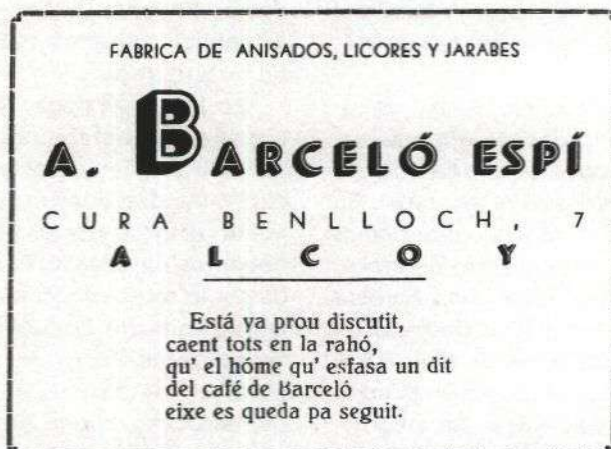 FABRICA DE ANISADOS, LICORES Y JARABES
A. BARCELÓ ESPÍ
CURA BENLLOCH, 7
ALCOY
Está ya prou discutit,
caent tots en la rahó,
qu' el hóme qu' esfasa un dit
del café de Barceló
eixe es queda pa seguit.